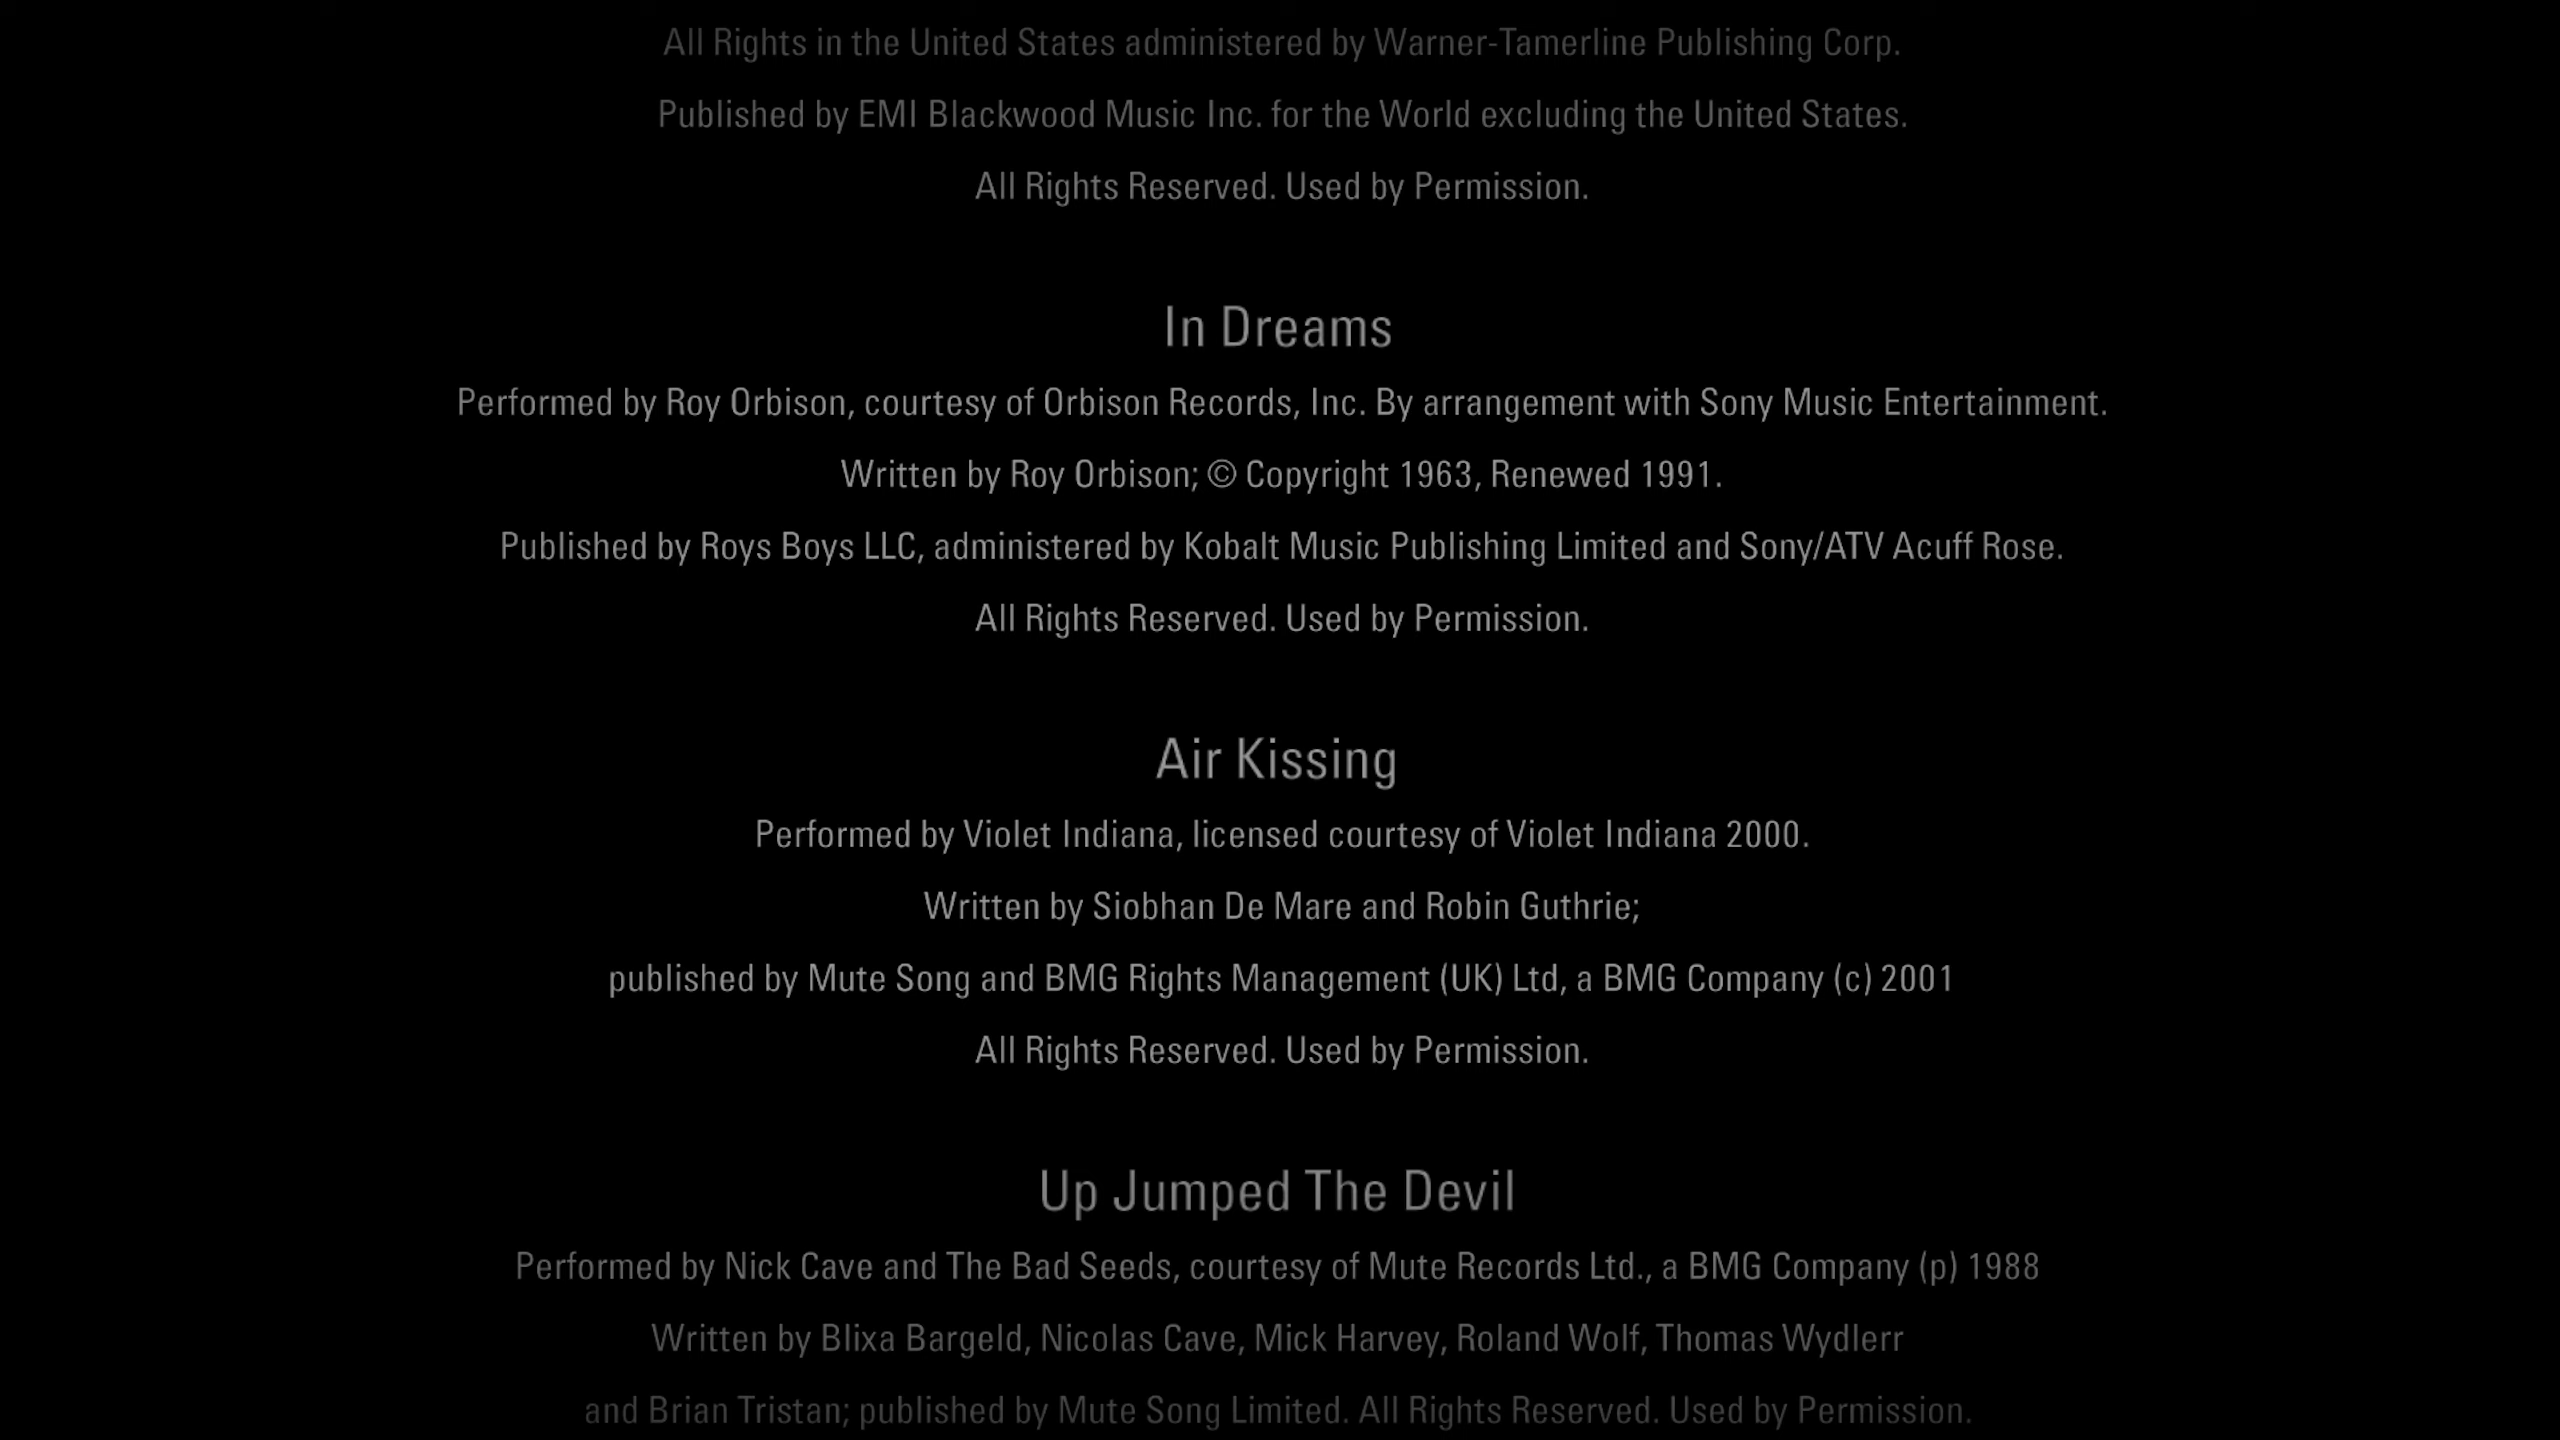 All Rights in the United States administered by Warner-Tamerline Publishing Corp.
Published by EMI Blackwood Music Inc. for the World excluding the United States.
All Rights Reserved. Used by Permission.
In Dreams
Performed by Roy Orbison, courtesy of Orbison Records, Inc. By arrangement with Sony Music Entertainment.
Written by Roy Orbison; © Copyright 1963, Renewed 1991.
Published by Roys Boys LLC, administered by Kobalt Music Publishing Limited and Sony/ATV Acuff Rose.
All Rights Reserved. Used by Permission.
Air Kissing
Performed by Violet Indiana, licensed courtesy of Violet Indiana 2000.
Written by Siobhan De Mare and Robin Guthrie;
published by Mute Song and BMG Rights Management (UK) Ltd, a BMG Company (c) 2001
All Rights Reserved. Used by Permission.
Up Jumped The Devil
Performed by Nick Cave and The Bad Seeds, courtesy of Mute Records Ltd., a BMG Company (p) 1988
Written by Blixa Bargeld, Nicolas Cave, Mick Harvey, Roland Wolf, Thomas Wydlerr
and Brian Tristan; published by Mute Song Limited. All Rights Reserved. Used by Permission.